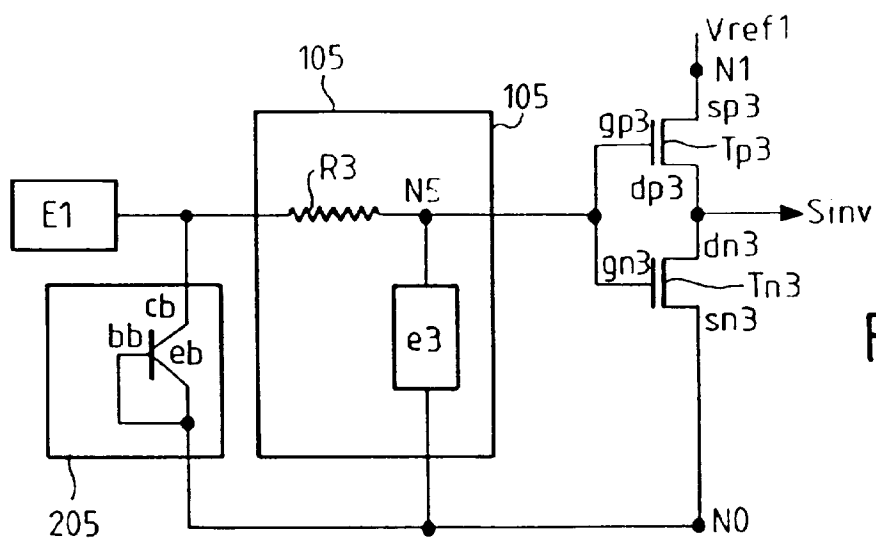 Vref1
N1
105
105
sp3
gp3
Tp3
R3
N5
dp3
E1
Sinv
gn3
dn3
Tn3
cb
bb
eb
e3
sn3
F
205
N0